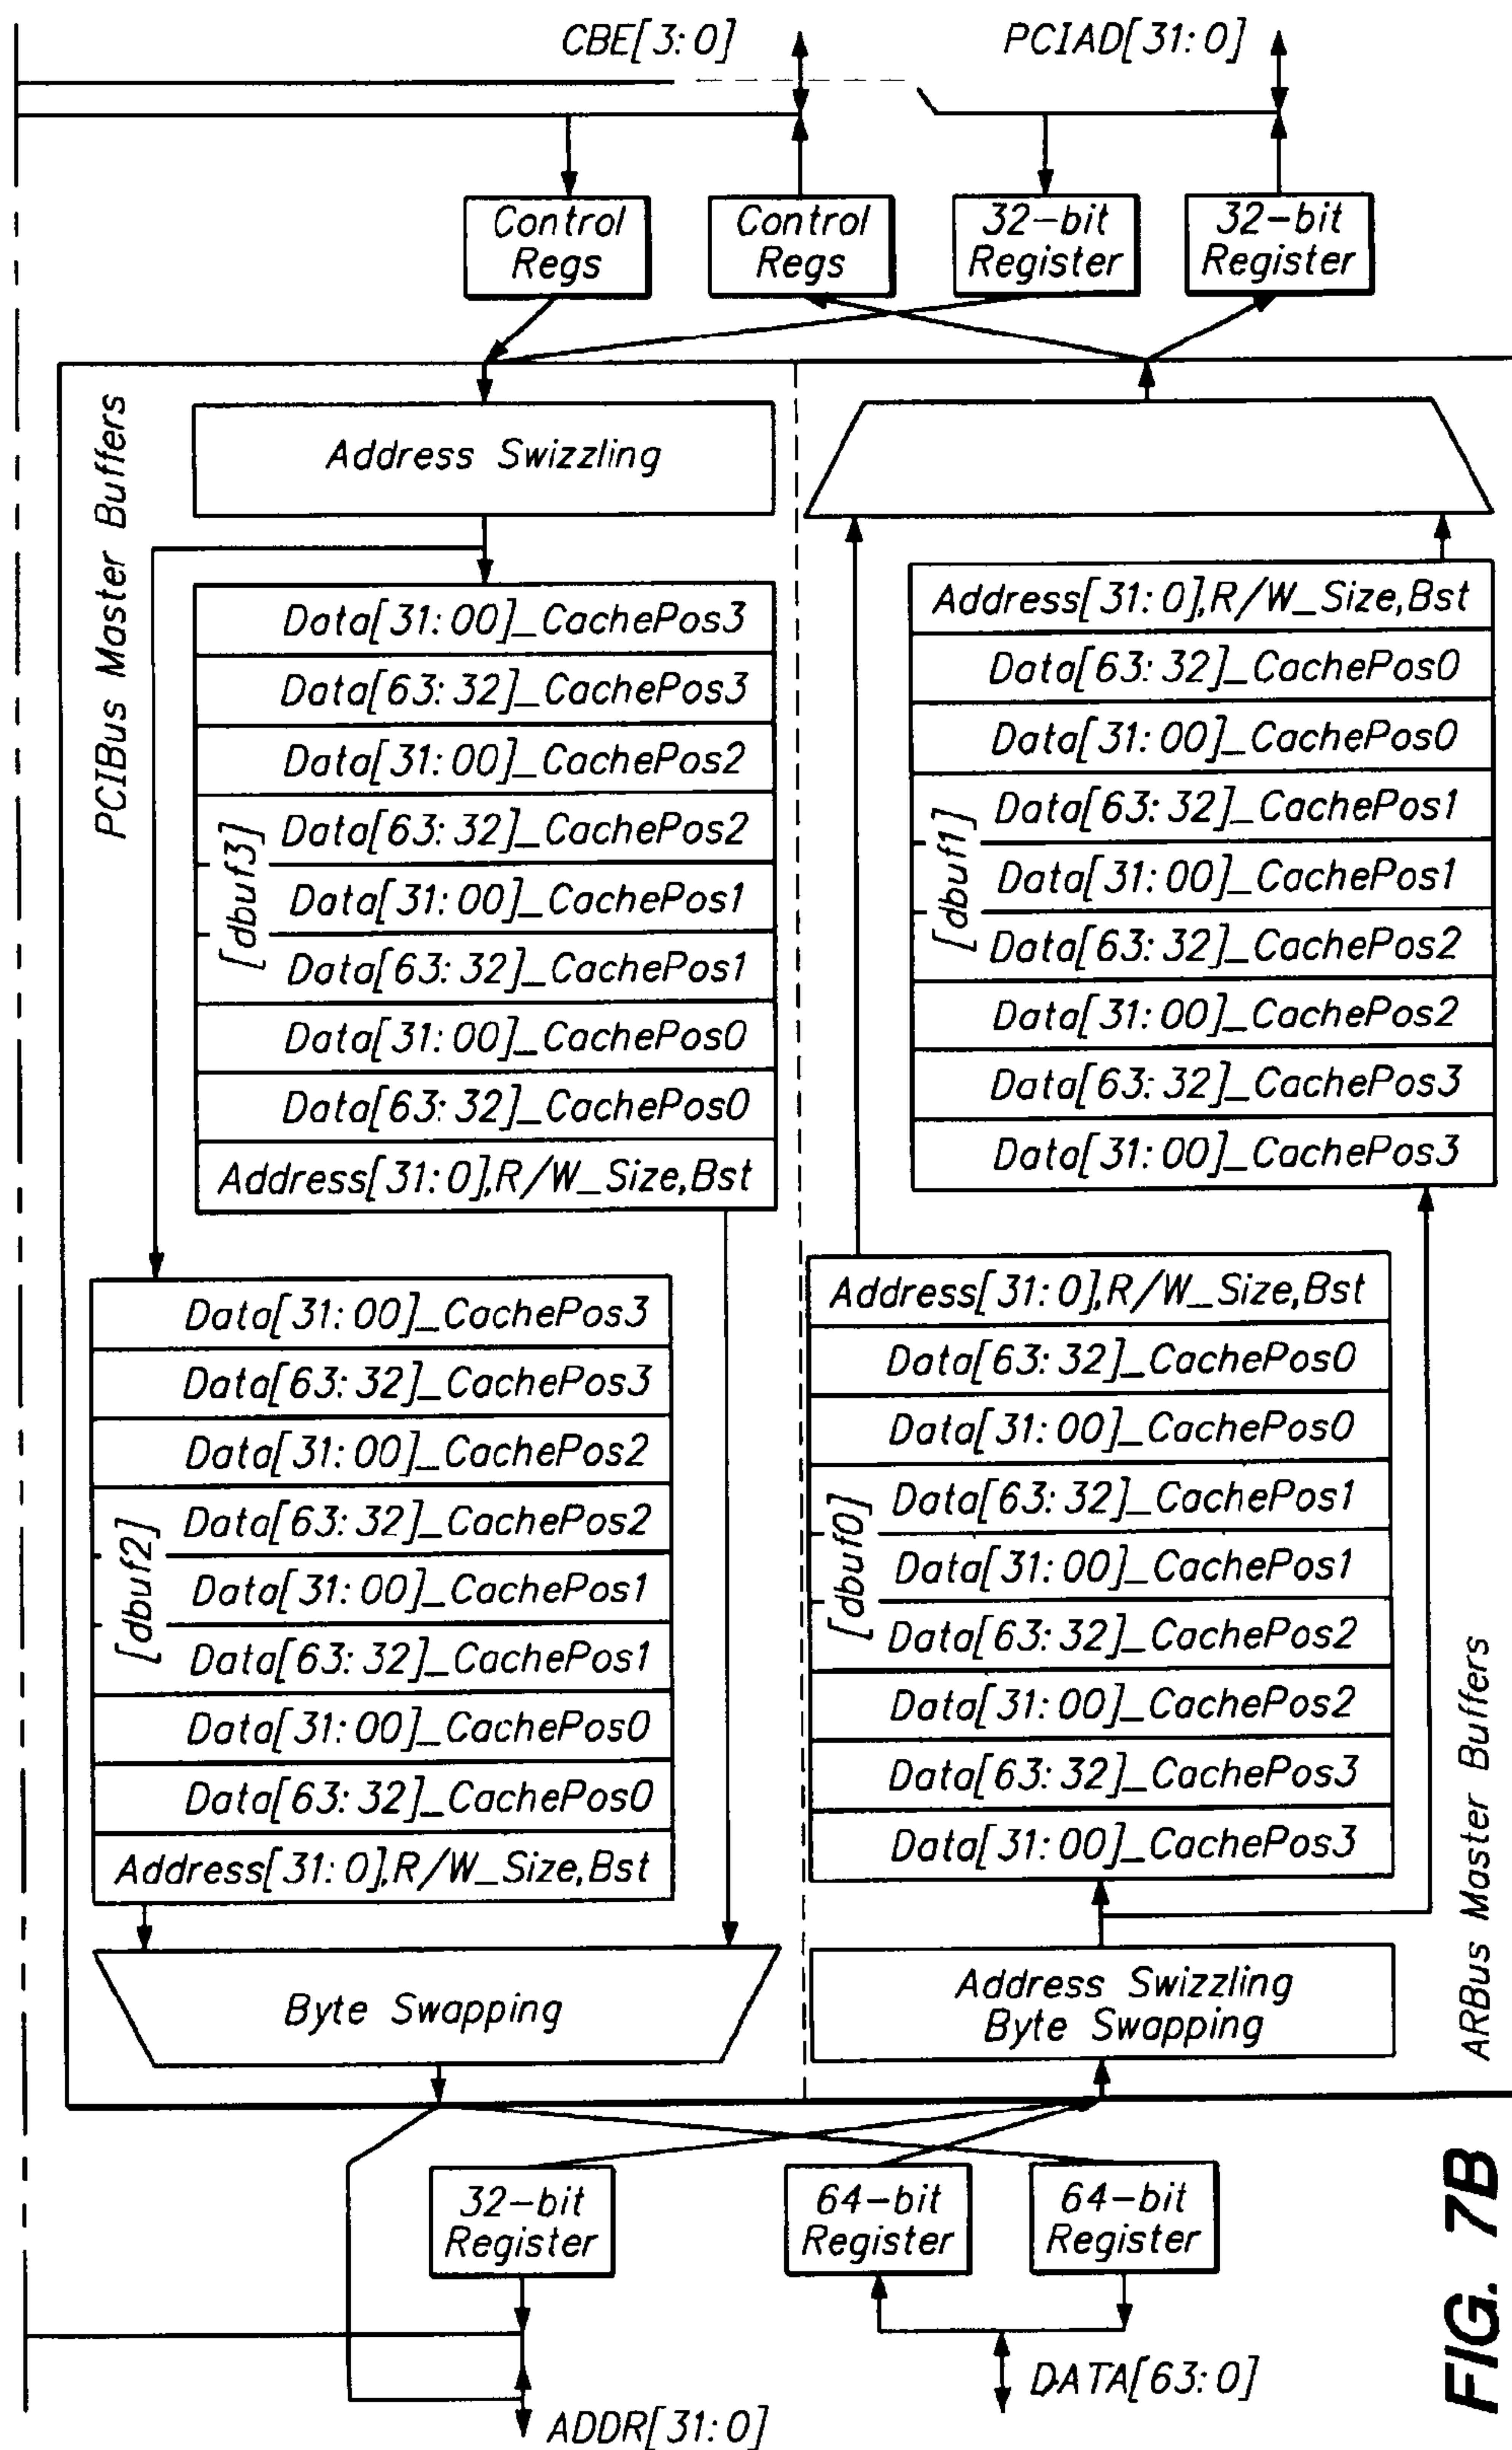 CBE[3:0]
PCIAD[31:0]
Control
Regs
Control
Regs
32-bit
Register
32-bit
Register
PCIBus Master Buffers
Address Swizzling
Data[31:00]_CachePos3
Data[63:32]_CachePos3
Data[31:00]_CachePos2
Data[63:32]_CachePos2
[dbuf3]
Data[31:00]_CachePos1
Data[63:32]_CachePos1
Data[31:00]_CachePos0
Data[63:32]_CachePos0
Address[31:0],R/W_Size,Bst
Address[31:0],R/W_Size,Bst
Data[63:32]_CachePos0
Data[31:00]_CachePos0
Data[63:32]_CachePos1
[dbuf1]
Data[31:00]_CachePos1
Data[63:32]_CachePos2
Data[31:00]_CachePos2
Data[63:32]_CachePos3
Data[31:00]_CachePos3
Data[31:00]_CachePos3
Data[63:32]_CachePos3
Data[31:00]_CachePos2
Data[63:32]_CachePos2
[dbuf2]
Data[31:00]_CachePos1
Data[63:32]_CachePos1
Data[31:00]_CachePos0
Data[63:32]_CachePos0
Address[31:0],R/W_Size,Bst
Address[31:0],R/W_Size,Bst
Data[63:32]_CachePos0
Data[31:00]_CachePos0
Data[63:32]_CachePos1
[dbuf0]
Data[31:00]_CachePos1
Data[63:32]_CachePos2
Data[31:00]_CachePos2
Data[63:32]_CachePos3
Data[31:00]_CachePos3
Byte Swapping
Address Swizzling
Byte Swapping
ARBus Master Buffers
32-bit
Register
64-bit
Register
64-bit
Register
DATA[63:0]
ADDR[31:0]
FIG. 7B